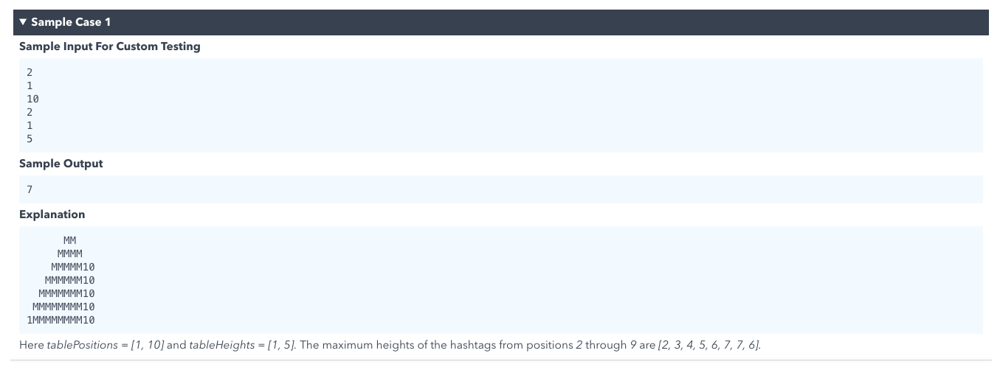 ▼ Sample Case 1
Sample Input For Custom Testing
2
1
10
2
1
5
Sample Output
7
Explanation
      MM
     MMMM
    MMMMM10
   MMMMMM10
  MMMMMMM10
 MMMMMMMM10
1MMMMMMMM10
Here tablePositions = [1, 10] and tableHeights = [1, 5]. The maximum heights of the hashtags from positions 2 through 9 are [2, 3, 4, 5, 6, 7, 7, 6].